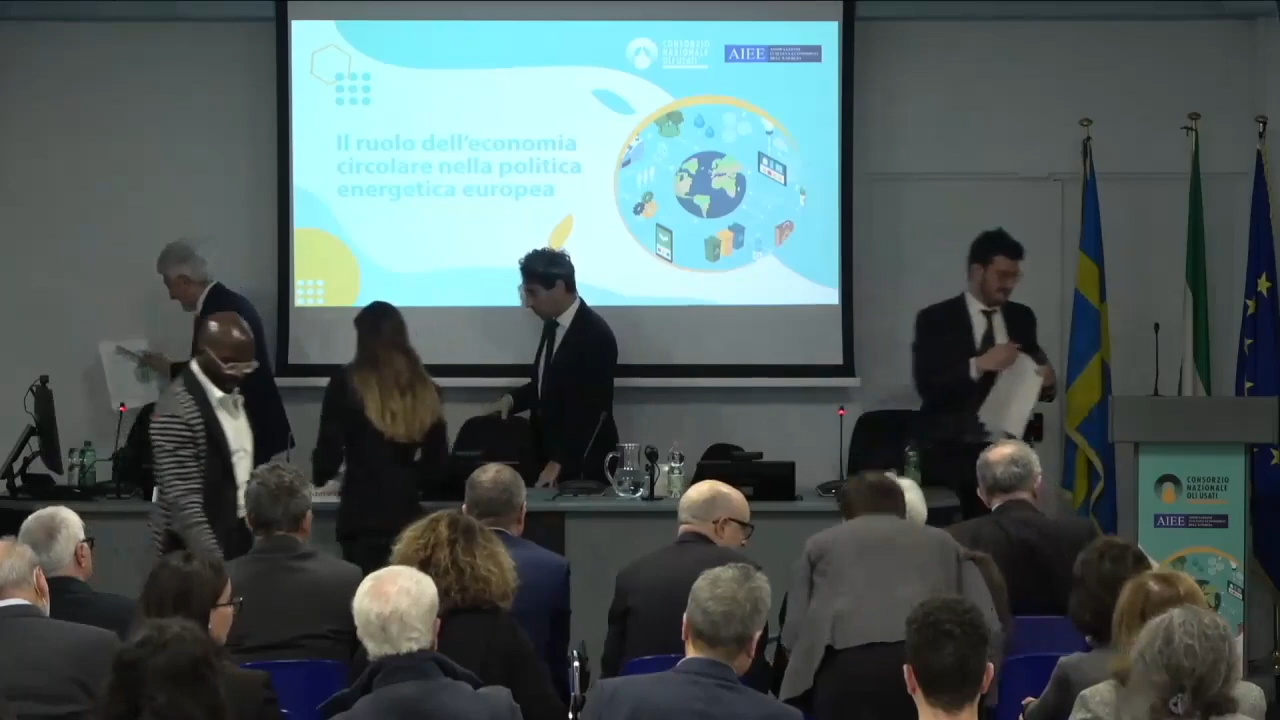 CONSORZIO
NAZIONALE
OLI USATI
AIEE
Il ruolo dell'economia
circolare nella politica
energetica europea
CONSORZIO
NAZIONALE
OLI USATI
AIEE